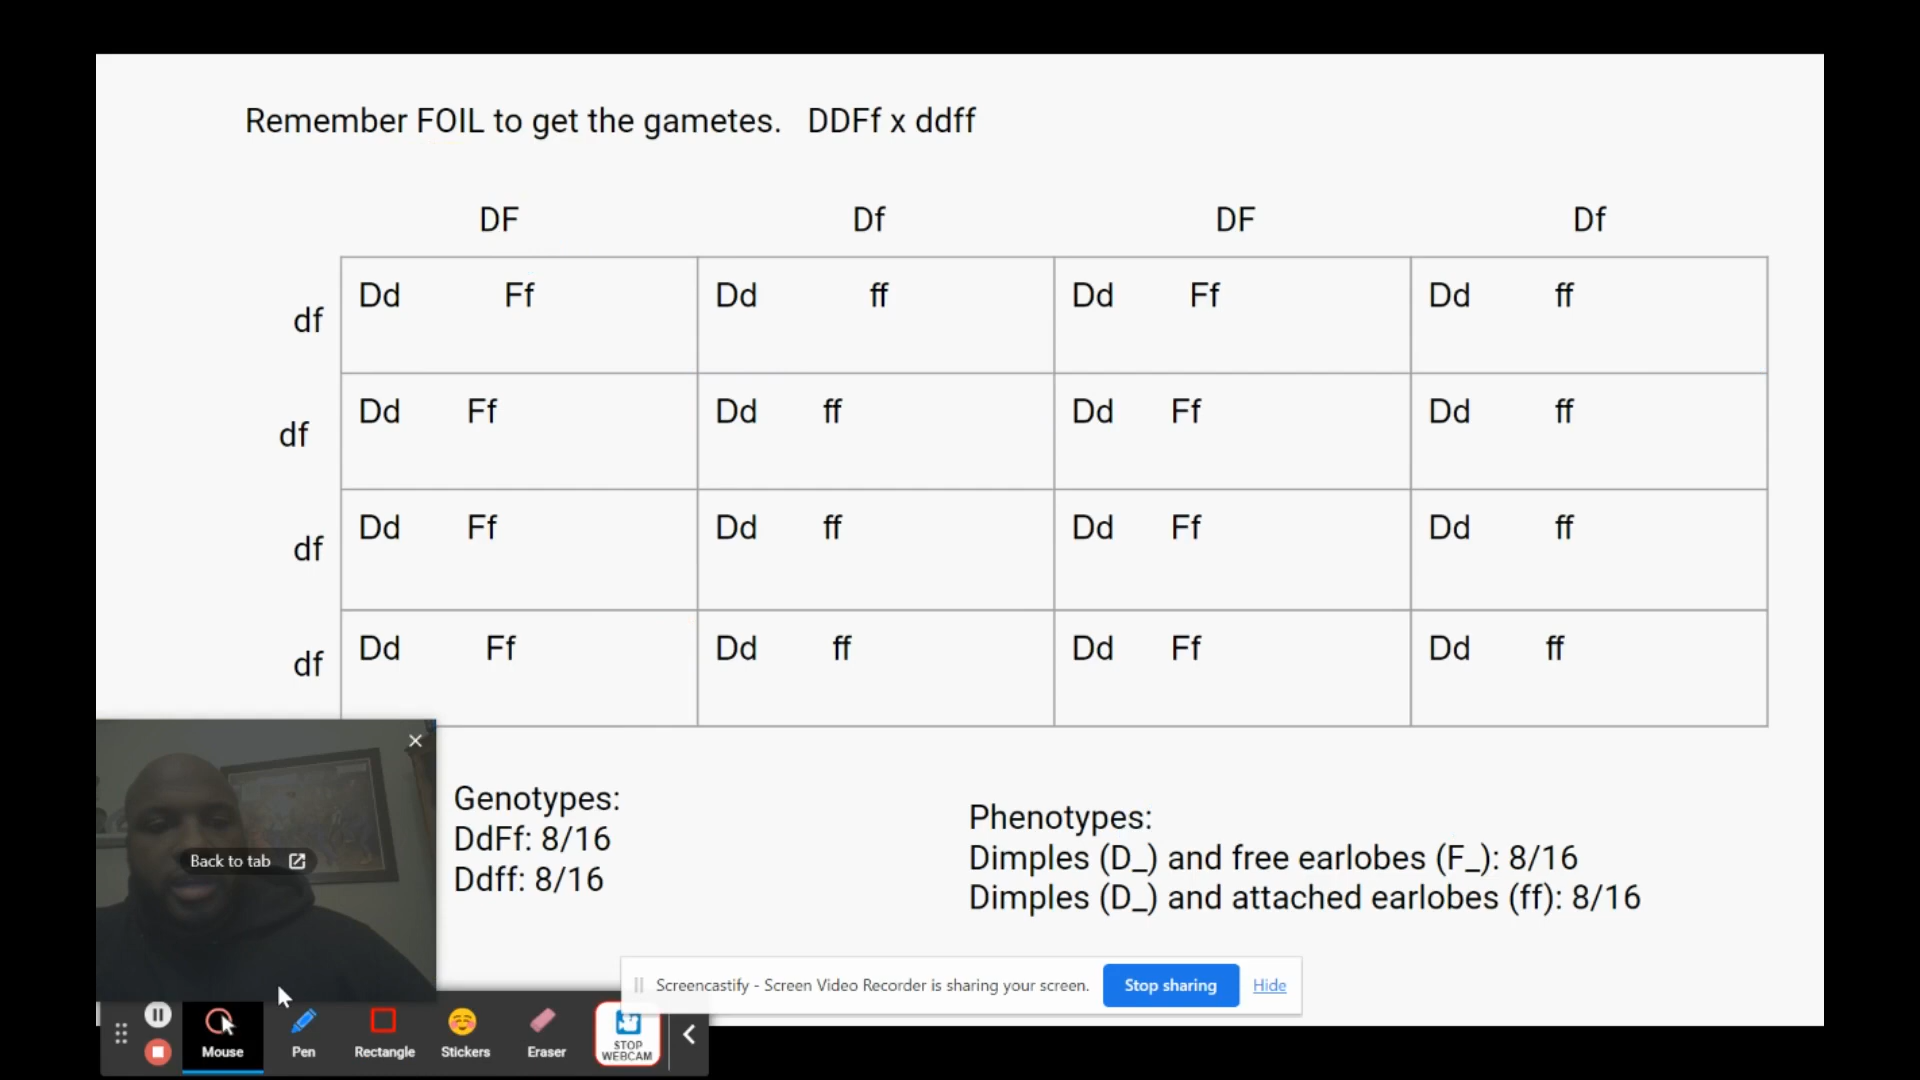 Remember FOIL to get the gametes. DDFf x ddff
DF Df DF Df
df Dd Ff Dd ff Dd Ff Dd ff
df Dd Ff Dd ff Dd Ff Dd ff
df Dd Ff Dd ff Dd Ff Dd ff
df Dd Ff Dd ff Dd Ff Dd ff
Back to tab
Genotypes:
DdFf: 8/16
Ddff: 8/16
Phenotypes:
Dimples (D_) and free earlobes (F_): 8/16
Dimples (D_) and attached earlobes (ff): 8/16
Screencastify - Screen Video Recorder is sharing your screen. Stop sharing Hide
Mouse Pen Rectangle Stickers Eraser STOP
WEBCAM